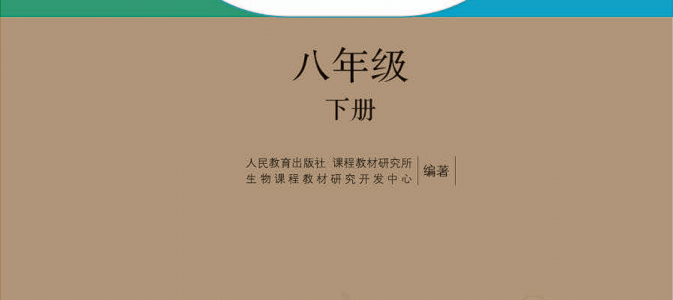 八年级
下册
人民教育出版社 课程教材研究所
生物课程教材研究开发中心
编著